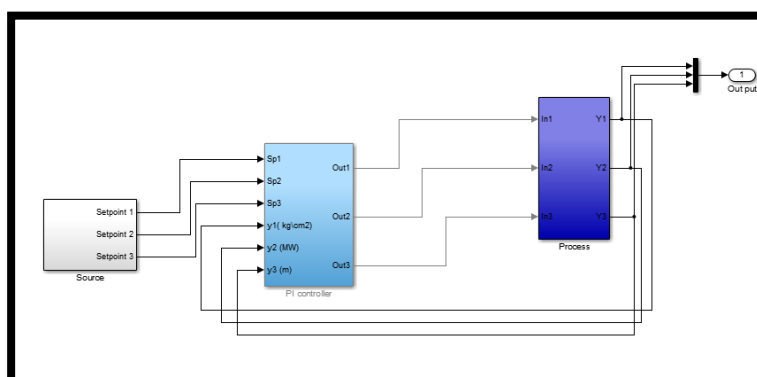 Setpoint 1
Setpoint 2
Setpoint 3
Source
Sp1
Sp2
Sp3
y1( kg\cm2)
y2 (MW)
y3 (m)
Out1
Out2
Out3
PI controller
In1
In2
In3
Y1
Y2
Y3
Process
1
Out put